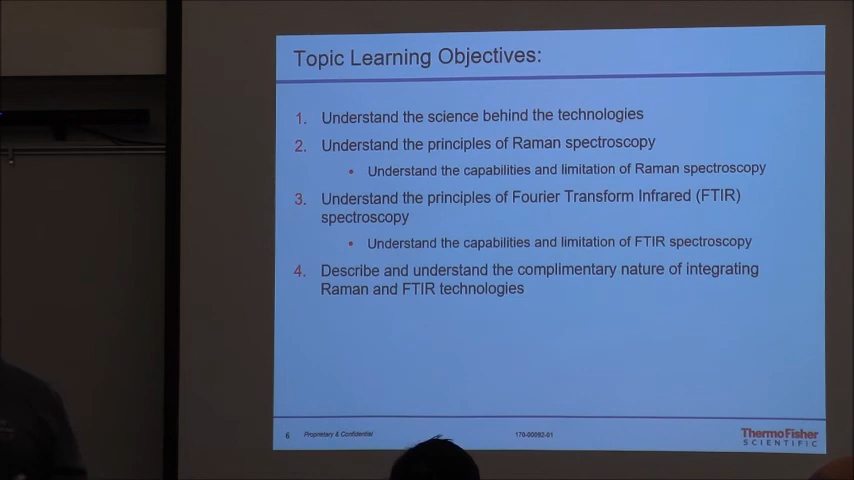 Topic Learning Objectives:
1. Understand the science behind the technologies
2. Understand the principles of Raman spectroscopy
• Understand the capabilities and limitation of Raman spectroscopy
3. Understand the principles of Fourier Transform Infrared (FTIR)
spectroscopy
• Understand the capabilities and limitation of FTIR spectroscopy
4. Describe and understand the complimentary nature of integrating
Raman and FTIR technologies
6 Proprietary & Confidential 170-00092-01
ThermoFisher
SCIENTIFIC